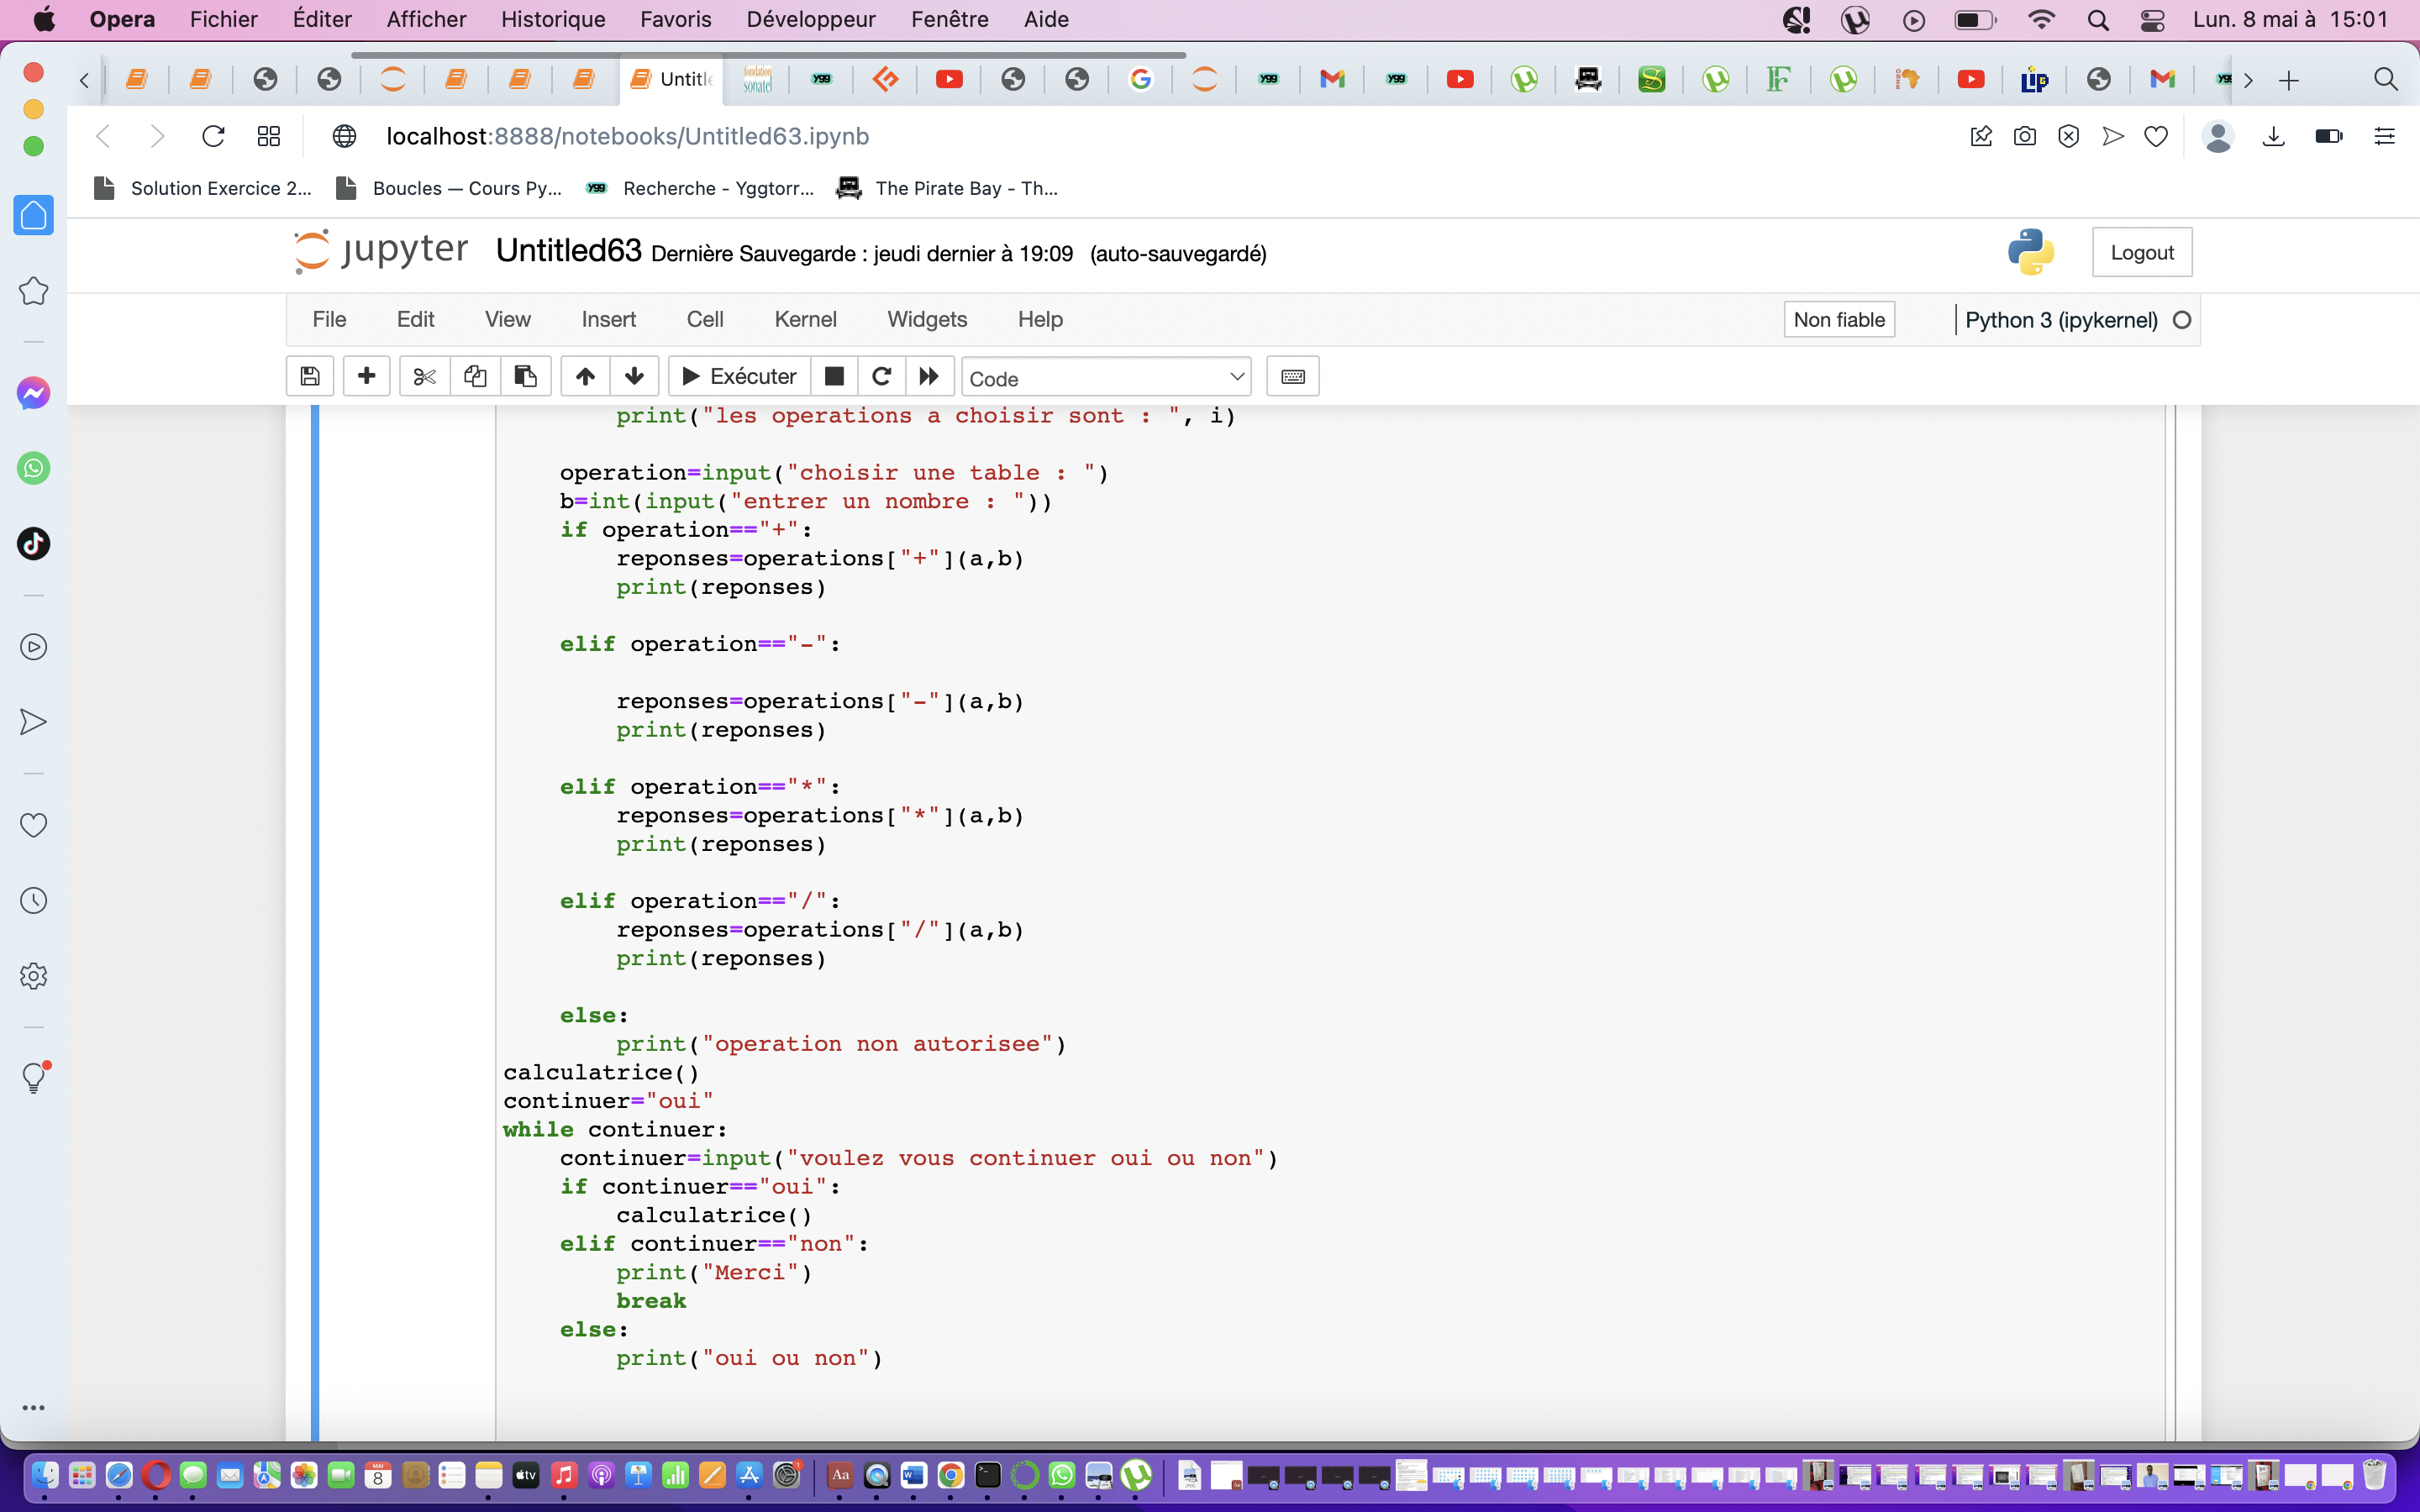 Opera Fichier Éditer Afficher Historique Favoris Développeur Fenêtre Aide Lun. 8 mai à 15:01
Untitle
localhost:8888/notebooks/Untitled63.ipynb
Solution Exercice 2... Boucles — Cours Py... Recherche - Yggtorr... The Pirate Bay - Th...
jupyter Untitled63 Dernière Sauvegarde : jeudi dernier à 19:09 (auto-sauvegardé) Logout
File Edit View Insert Cell Kernel Widgets Help Non fiable Python 3 (ipykernel)
Exécuter Code
print("les operations a choisir sont : ", i)
operation=input("choisir une table : ")
b=int(input("entrer un nombre : "))
if operation=="+":
reponses=operations["+"](a,b)
print(reponses)
elif operation=="-":
reponses=operations["-"](a,b)
print(reponses)
elif operation=="*":
reponses=operations["*"](a,b)
print(reponses)
elif operation=="/":
reponses=operations["/"](a,b)
print(reponses)
else:
print("operation non autorisee")
calculatrice()
continuer="oui"
while continuer:
continuer=input("voulez vous continuer oui ou non")
if continuer=="oui":
calculatrice()
elif continuer=="non":
print("Merci")
break
else:
print("oui ou non")